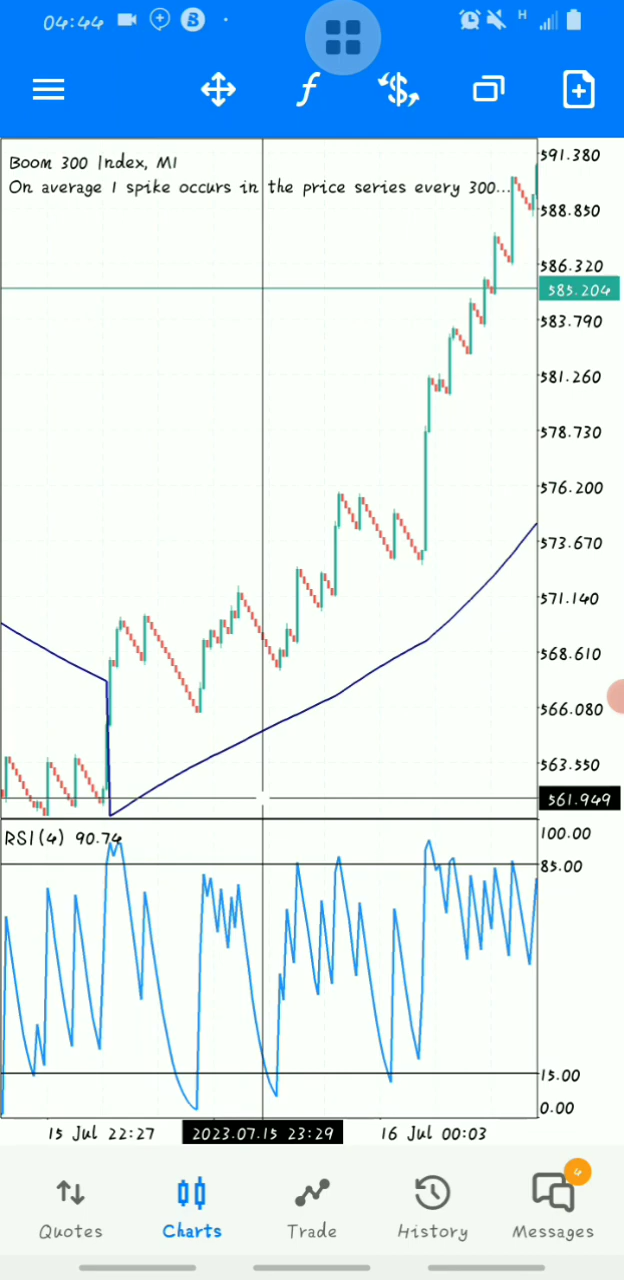 04:44
H
Boom 300 Index, M1
On average 1 spike occurs in the price series every 300...
591.380
588.850
586.320
585.204
583.790
581.260
578.730
576.200
573.670
571.140
568.610
566.080
563.550
561.949
RSI(4) 90.74
100.00
85.00
15.00
0.00
15 Jul 22:27
2023.07.15 23:29
16 Jul 00:03
4
Quotes
Charts
Trade
History
Messages